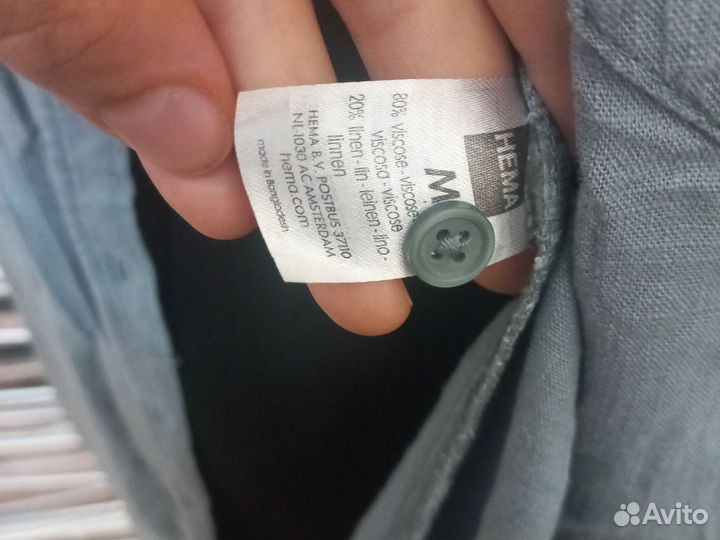 HEMA
M
80% viscose - viscose
viscosa - viscose
20% linen - lin - leinen - lino -
linnen
HEMA B.V. POSTBUS 37110
NL-1030 AC AMSTERDAM
hema.com
made in Bangladesh
Avito